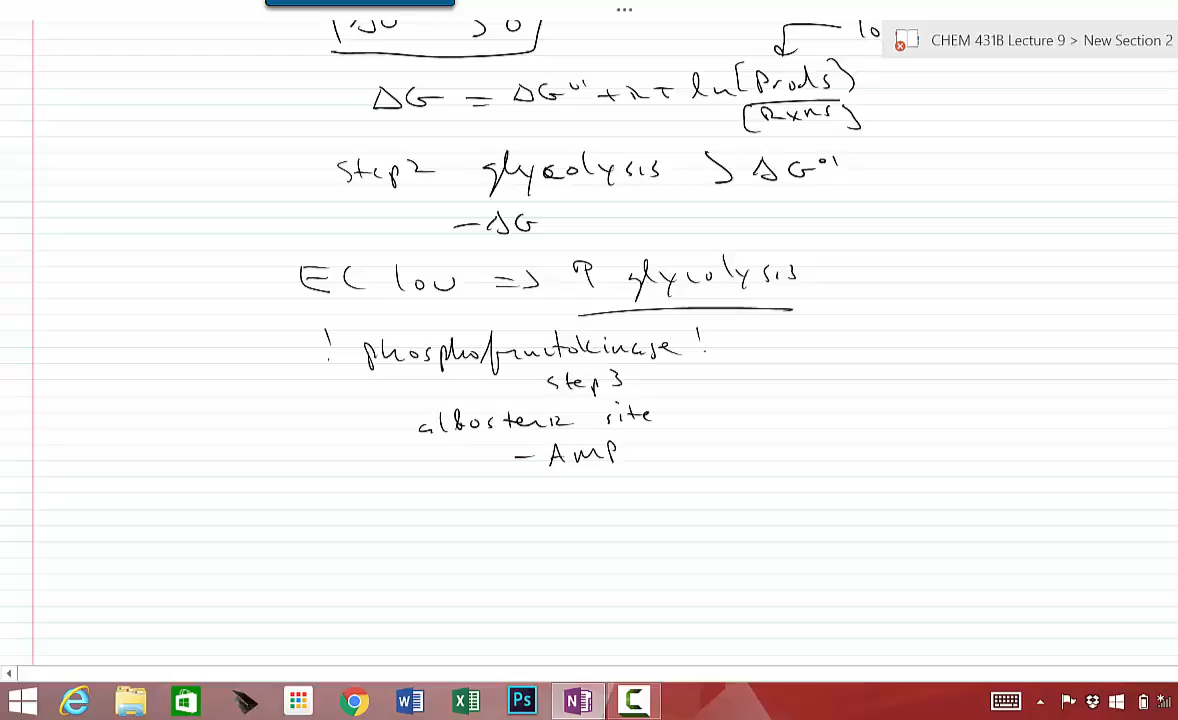 CHEM 431B Lecture 9 > New Section 2
ΔG = ΔG°' + RT ln [Prods]
[Rxns]
Step 2 glycolysis > ΔG°'
-ΔG
EC low => ↑ glycolysis
! phosphofructokinase !
step 3
allosteric site
- AMP